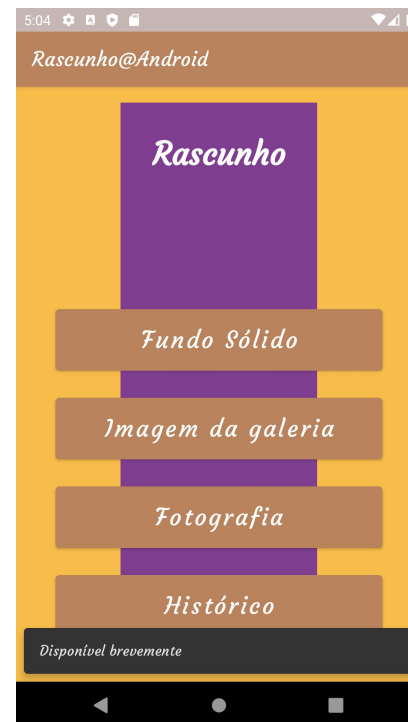 5:04
Rascunho@Android
Rascunho
Fundo Sólido
Imagem da galeria
Fotografia
Histórico
Disponível brevemente